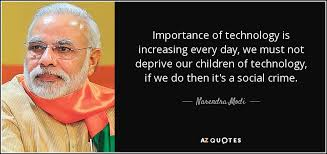 Importance of technology is
increasing every day, we must not
deprive our children of technology,
if we do then it's a social crime.
Narendra Modi
AZ QUOTES